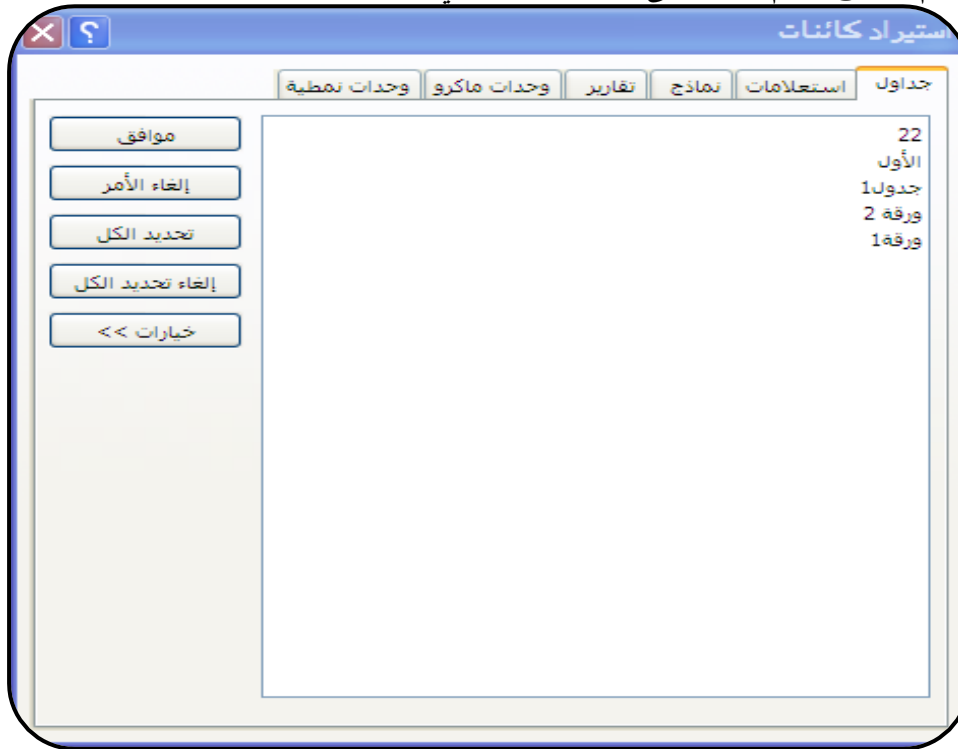 استيراد كائنات
جداول استعلامات نماذج تقارير وحدات ماكرو وحدات نمطية
22
الأول
جدول1
ورقة 2
ورقة1
موافق
إلغاء الأمر
تحديد الكل
إلغاء تحديد الكل
خيارات >>